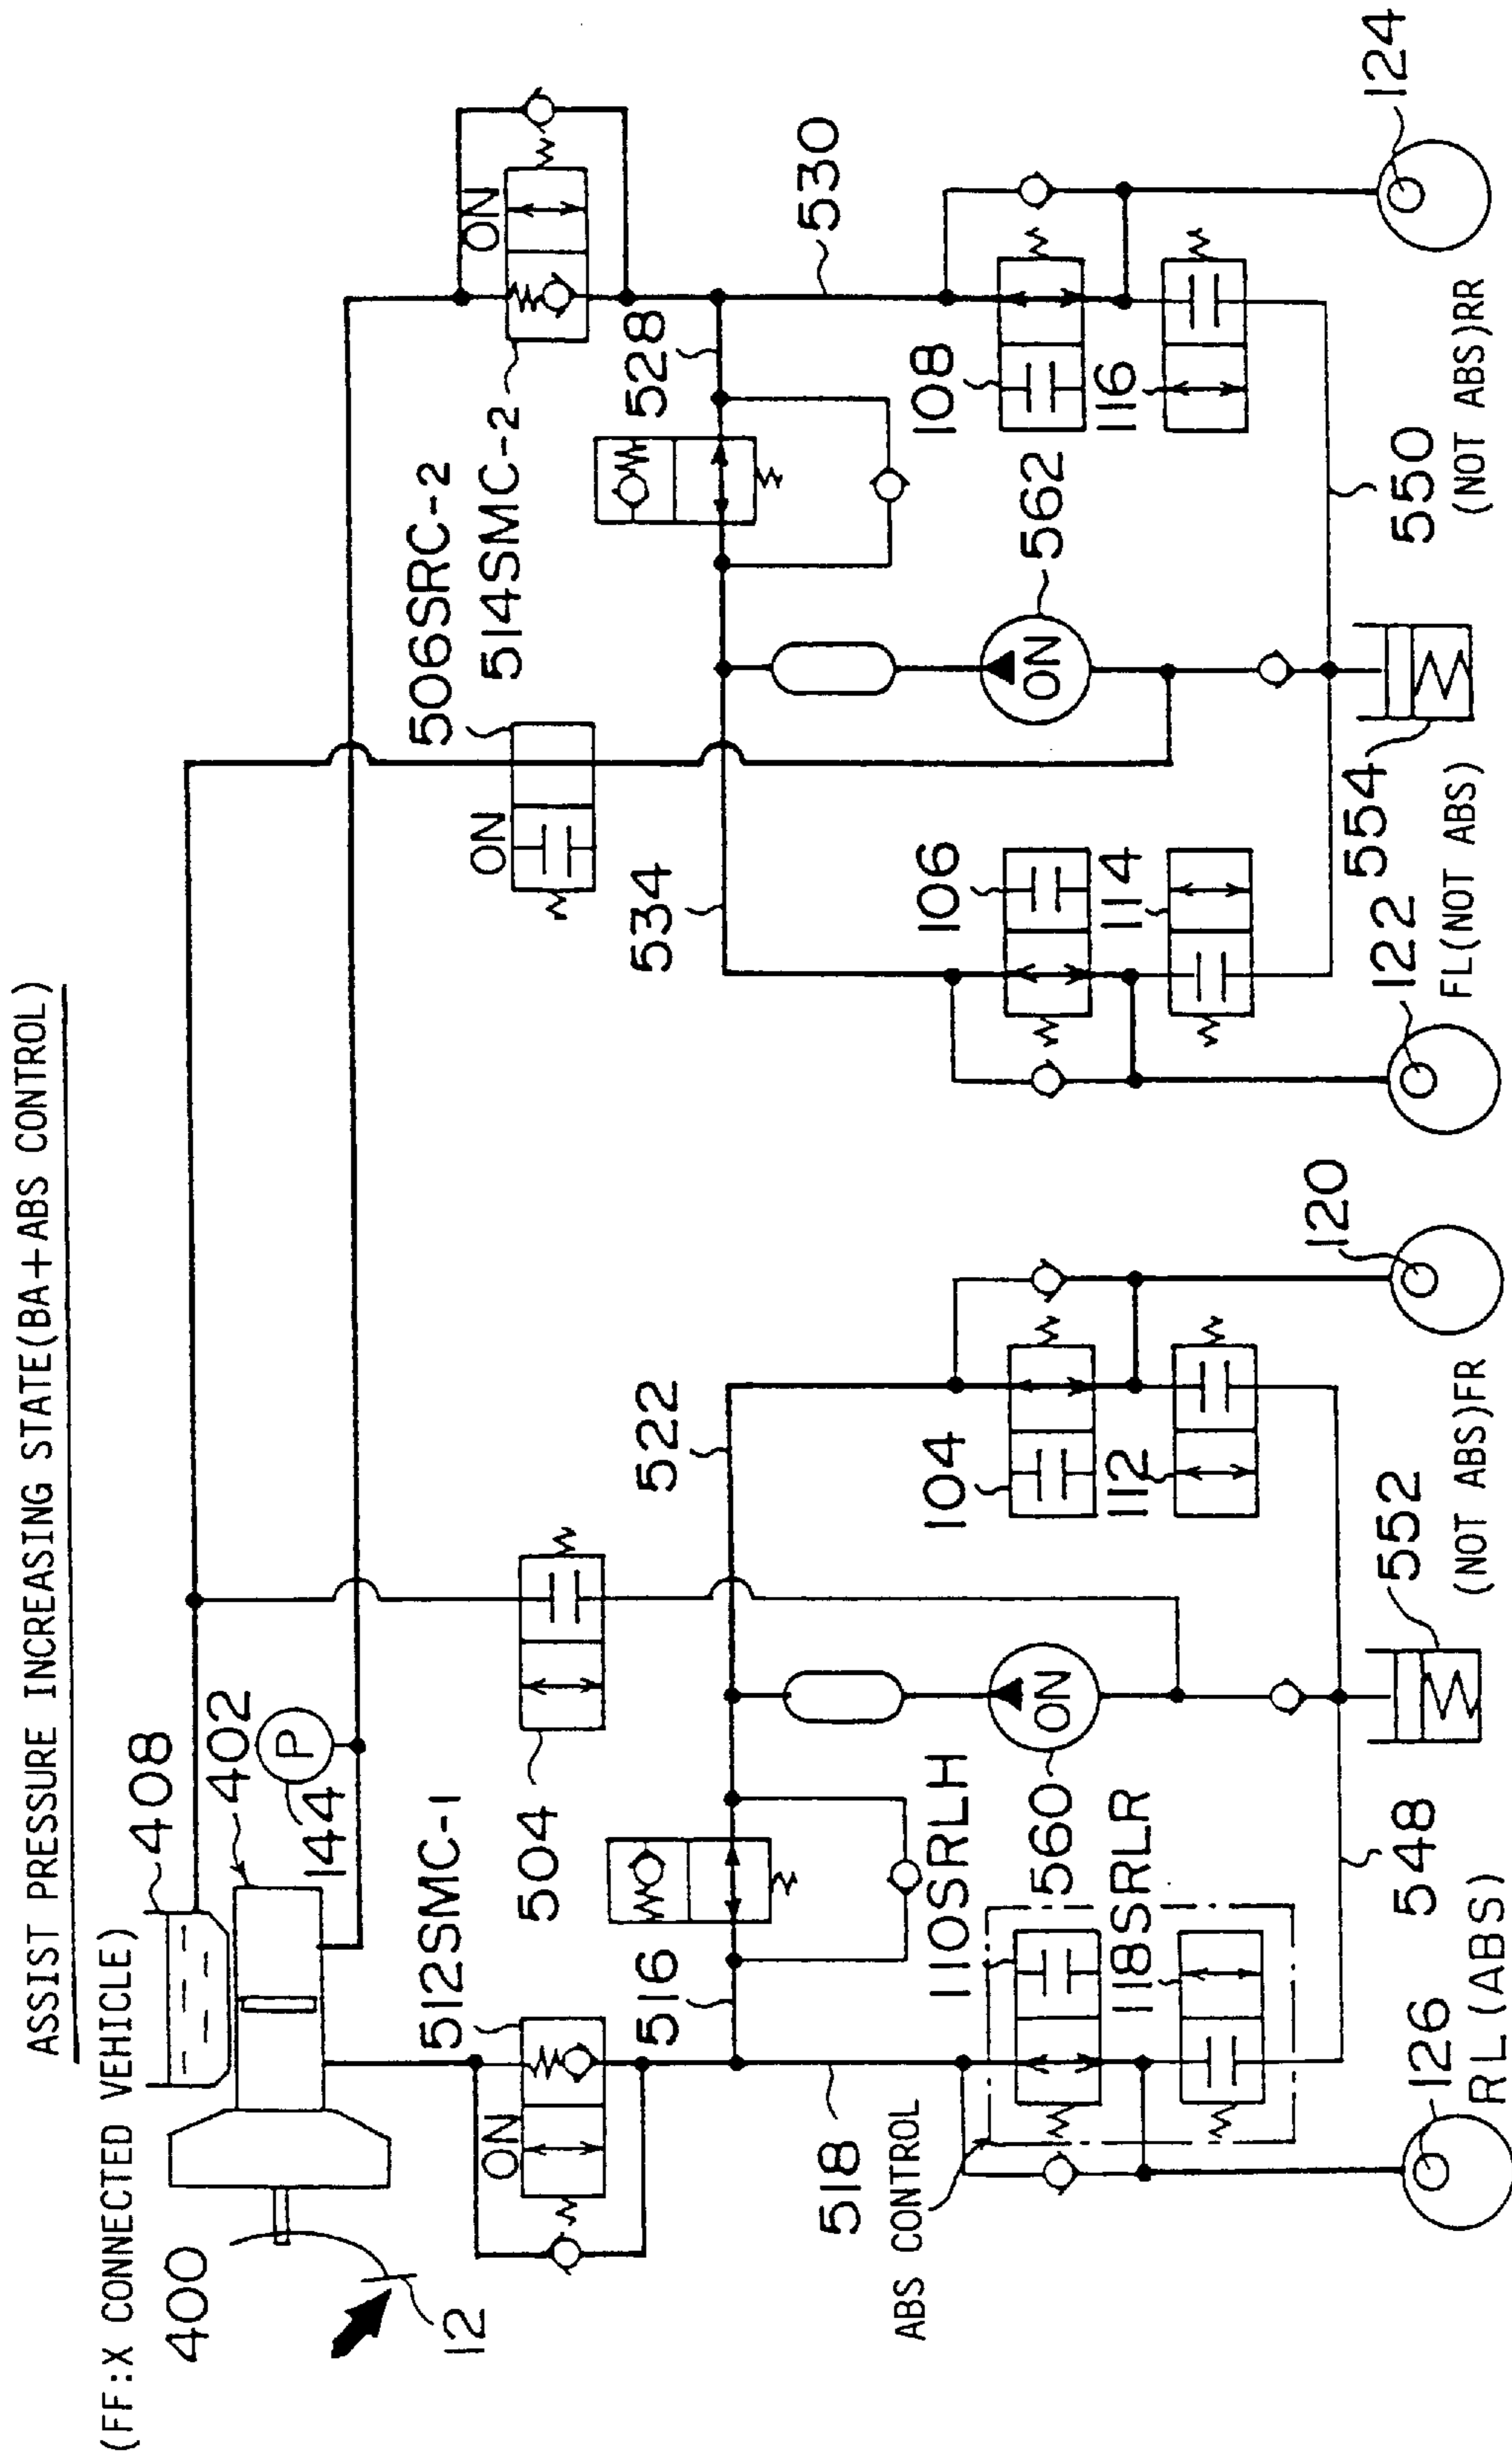 ASSIST PRESSURE INCREASING STATE(BA+ABS CONTROL)
(FF:X CONNECTED VEHICLE)
408
402
400
P
144
12
512SMC-1
ON
504
506SRC-2
ON
514SMC-2
ON
516
522
534
528
518
ABS CONTROL
110SRLH
560
ON
118SRLR
104
112
106
114
562
ON
108
116
530
126
RL(ABS)
548
552
(NOT ABS)FR
120
122
FL(NOT ABS)
554
550
(NOT ABS)RR
124